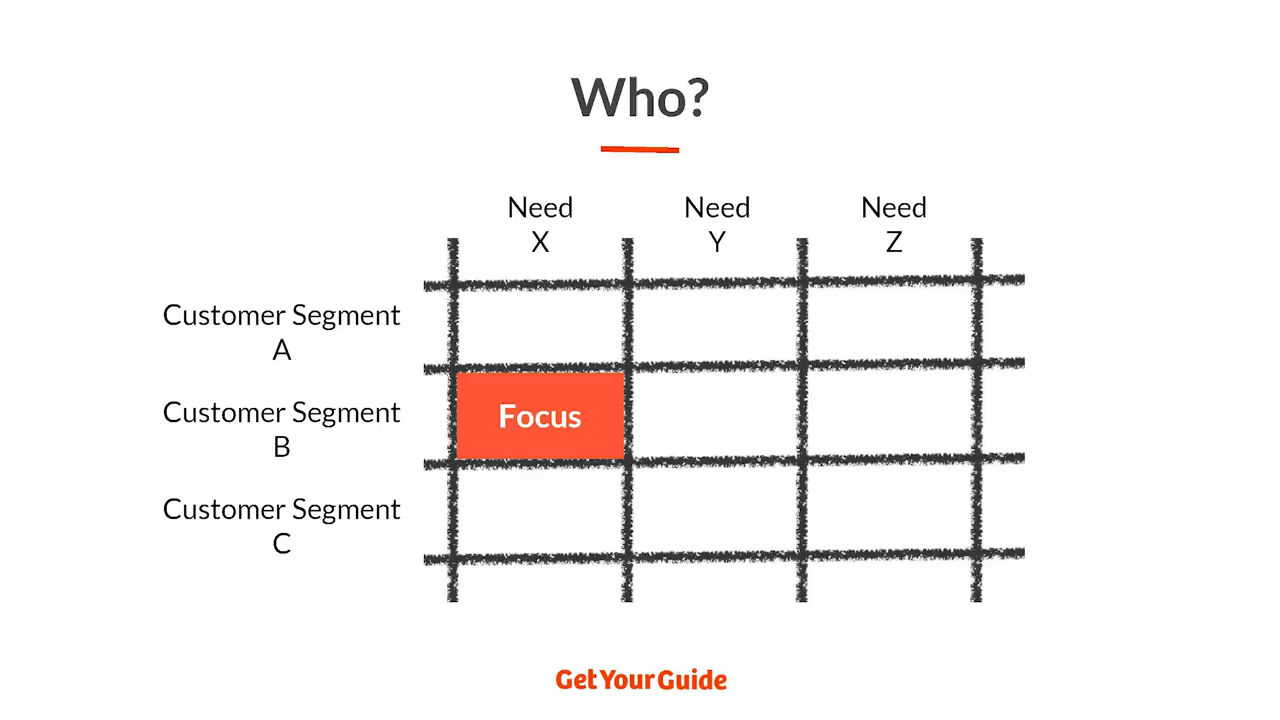 Who?
Need Need Need
X Y Z
Customer Segment
A
Customer Segment
B
Focus
Customer Segment
C
GetYourGuide